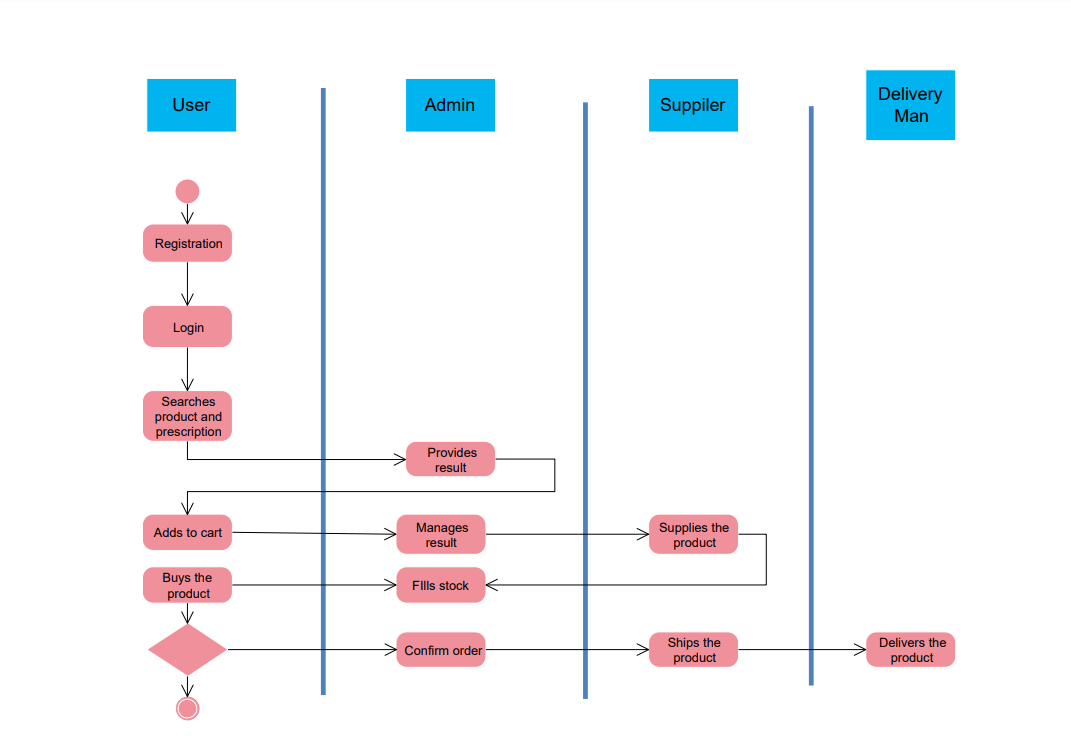 User
Admin
Suppiler
Delivery
Man
Registration
Login
Searches
product and
prescription
Provides
result
Adds to cart
Manages
result
Supplies the
product
Buys the
product
FIlls stock
Confirm order
Ships the
product
Delivers the
product